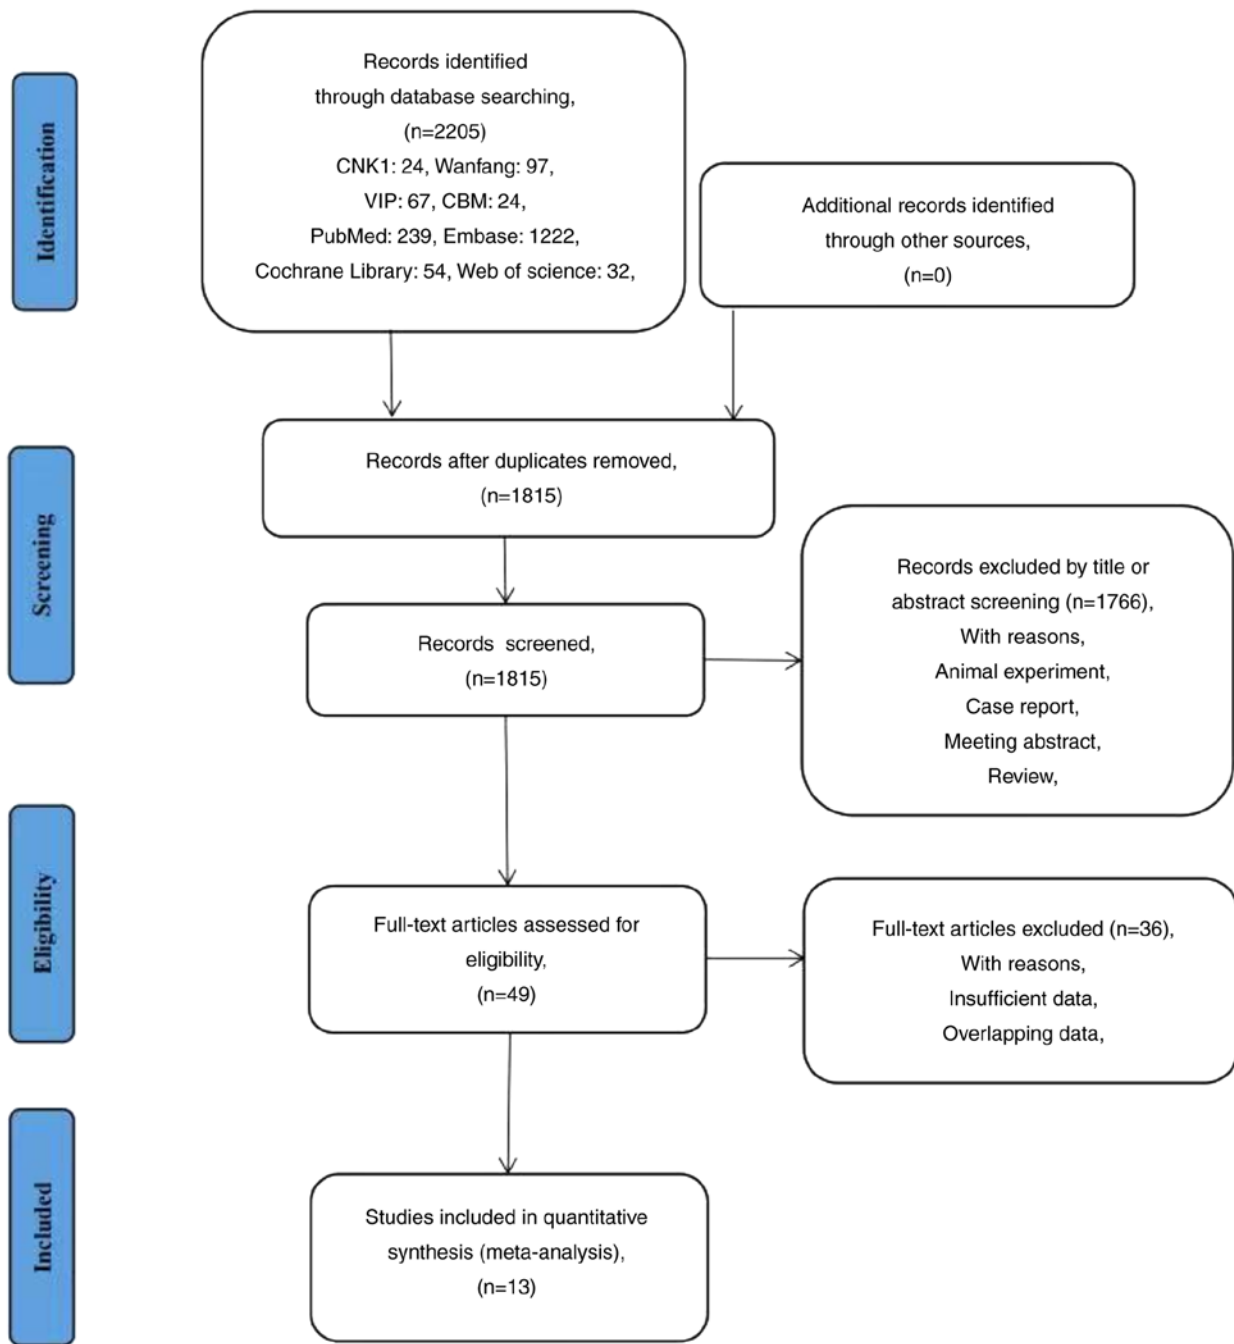 Identification
Records identified
through database searching,
(n=2205)
CNK1: 24, Wanfang: 97,
VIP: 67, CBM: 24,
PubMed: 239, Embase: 1222,
Cochrane Library: 54, Web of science: 32,
Additional records identified
through other sources,
(n=0)
Screening
Records after duplicates removed,
(n=1815)
Records screened,
(n=1815)
Records excluded by title or
abstract screening (n=1766),
With reasons,
Animal experiment,
Case report,
Meeting abstract,
Review,
Eligibility
Full-text articles assessed for
eligibility,
(n=49)
Full-text articles excluded (n=36),
With reasons,
Insufficient data,
Overlapping data,
Included
Studies included in quantitative
synthesis (meta-analysis),
(n=13)